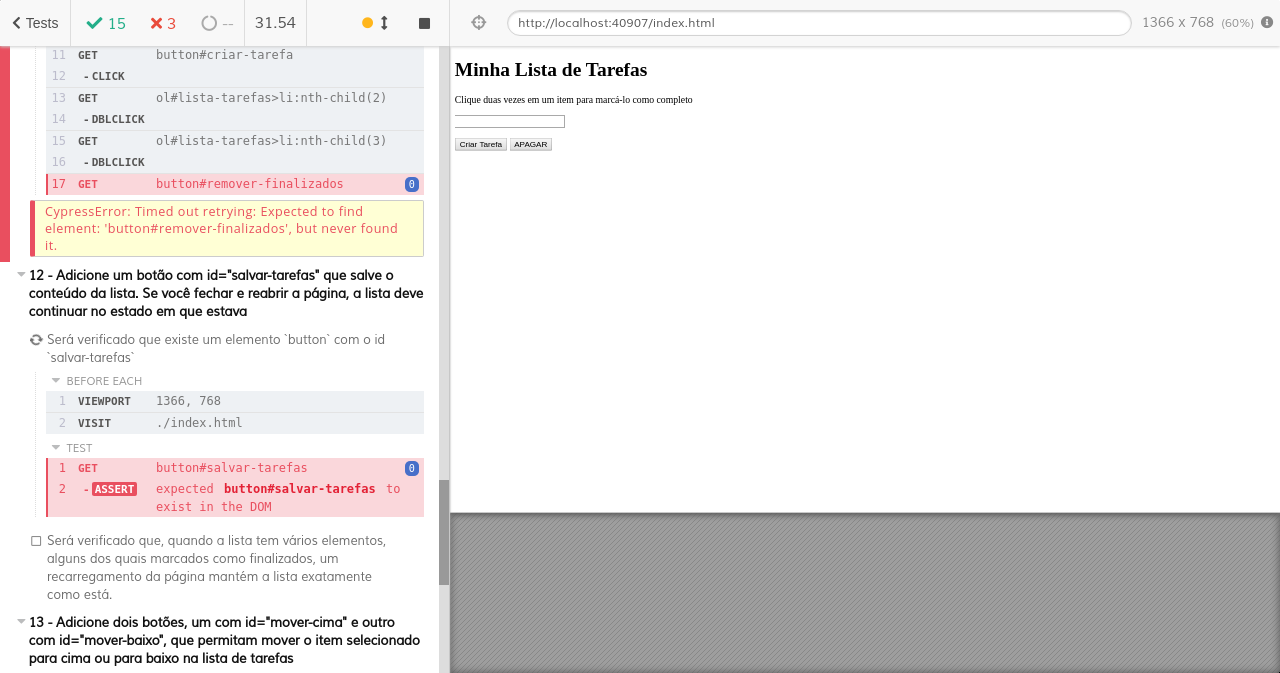 Tests
15
3
--
31.54
http://localhost:40907/index.html
1366 x 768 (60%)
11 GET button#criar-tarefa
12 - CLICK
13 GET ol#lista-tarefas>li:nth-child(2)
14 - DBLCLICK
15 GET ol#lista-tarefas>li:nth-child(3)
16 - DBLCLICK
17 GET button#remover-finalizados 0
CypressError: Timed out retrying: Expected to find
element: 'button#remover-finalizados', but never found
it.
12 - Adicione um botão com id="salvar-tarefas" que salve o
conteúdo da lista. Se você fechar e reabrir a página, a lista deve
continuar no estado em que estava
Será verificado que existe um elemento `button` com o id
`salvar-tarefas`
BEFORE EACH
1 VIEWPORT 1366, 768
2 VISIT ./index.html
TEST
1 GET button#salvar-tarefas 0
2 - ASSERT expected button#salvar-tarefas to
exist in the DOM
Será verificado que, quando a lista tem vários elementos,
alguns dos quais marcados como finalizados, um
recarregamento da página mantém a lista exatamente
como está.
13 - Adicione dois botões, um com id="mover-cima" e outro
com id="mover-baixo", que permitam mover o item selecionado
para cima ou para baixo na lista de tarefas
Minha Lista de Tarefas
Clique duas vezes em um item para marcá-lo como completo
Criar Tarefa APAGAR